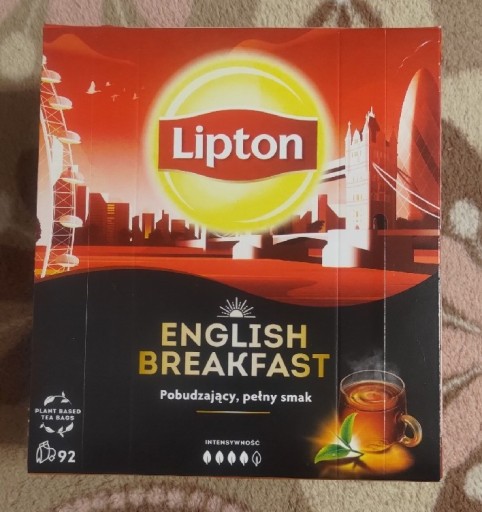 Lipton
ENGLISH
BREAKFAST
Pobudzający, pełny smak
PLANT BASED
TEA BAGS
INTENSYWNOŚĆ
92